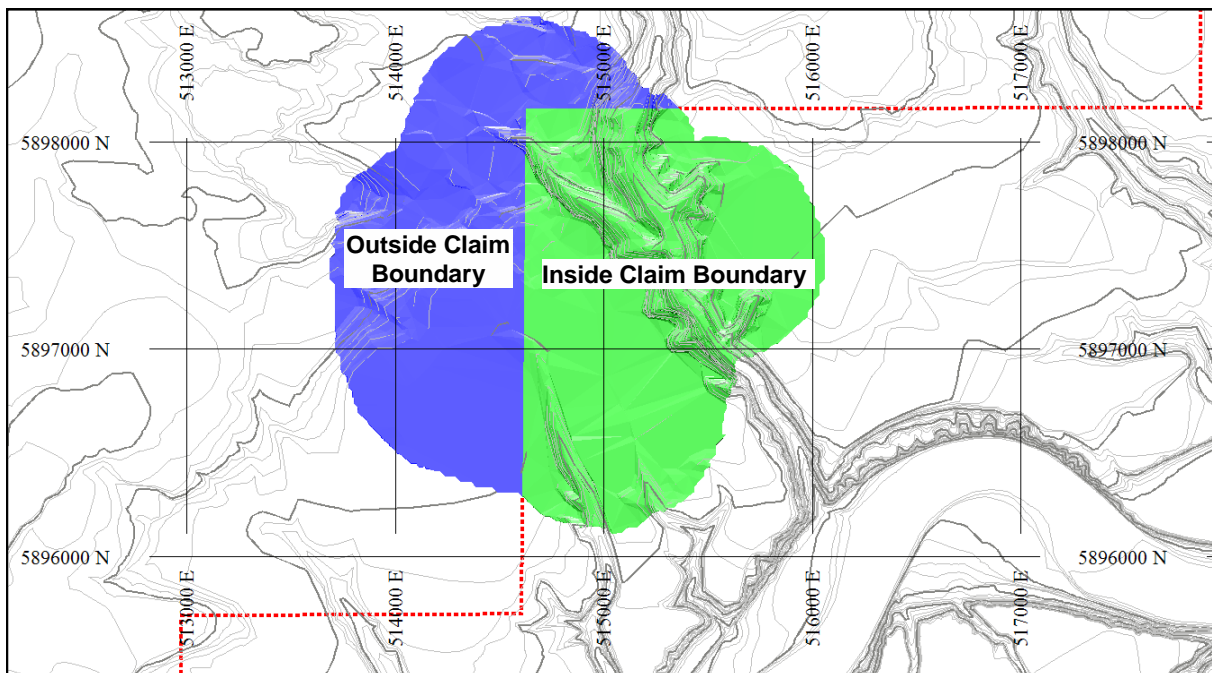 513000 E
514000 E
515000 E
516000 E
517000 E
5898000 N
5898000 N
Outside Claim
Boundary
Inside Claim Boundary
5897000 N
5897000 N
5896000 N
5896000 N
513000 E
514000 E
515000 E
516000 E
517000 E